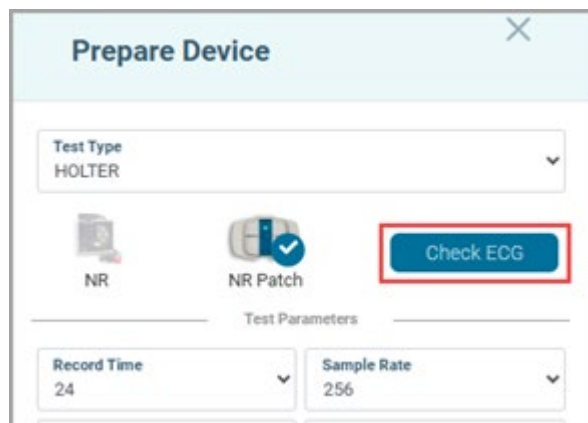 Prepare Device
Test Type
HOLTER
NR
NR Patch
Check ECG
Test Parameters
Record Time
24
Sample Rate
256